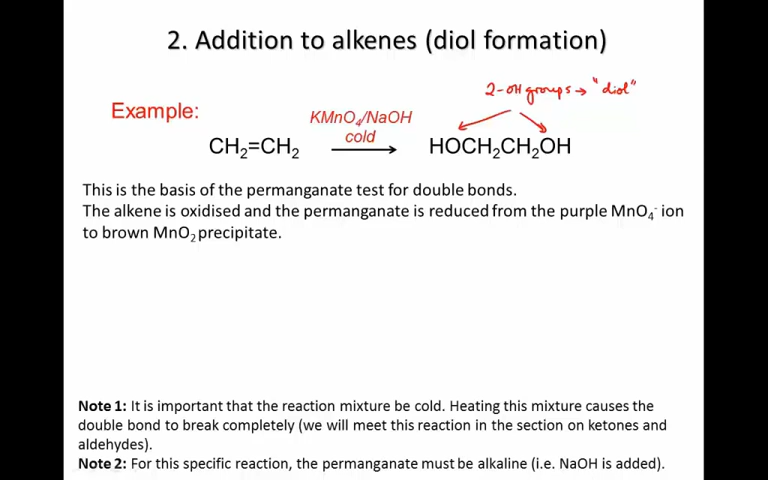 2. Addition to alkenes (diol formation)
2-OH groups → "diol"
Example:
KMnO₄/NaOH
cold
CH₂=CH₂ ⟶ HOCH₂CH₂OH
This is the basis of the permanganate test for double bonds.
The alkene is oxidised and the permanganate is reduced from the purple MnO₄⁻ ion
to brown MnO₂ precipitate.
Note 1: It is important that the reaction mixture be cold. Heating this mixture causes the
double bond to break completely (we will meet this reaction in the section on ketones and
aldehydes).
Note 2: For this specific reaction, the permanganate must be alkaline (i.e. NaOH is added).